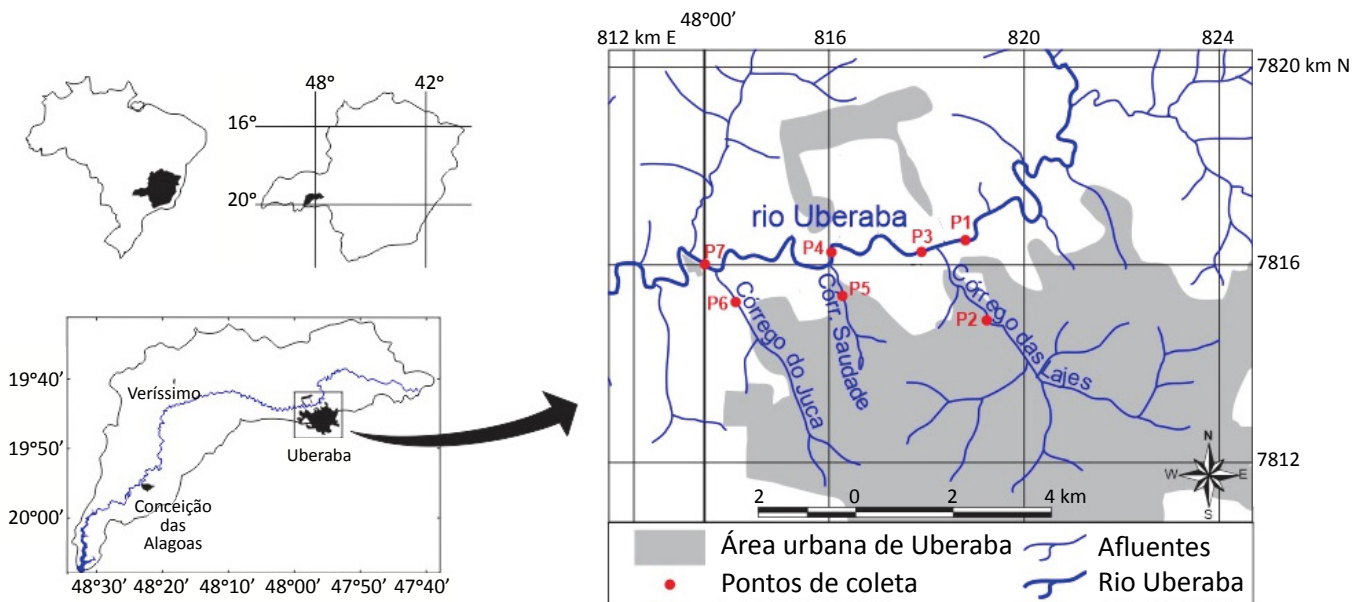 48° 42°
16°
20°
19°40’
Veríssimo
19°50’
Uberaba
20°00’
Conceição
das
Alagoas
48°30’ 48°20’ 48°10’ 48°00’ 47°50’ 47°40’
48°00’
812 km E 816 820 824
7820 km N
rio Uberaba
P1
P3
P4
P7
7816
P5
P6
P2
Córrego do Juca
Corr. Saudade
Córrego das Lajes
7812
N
W E
S
2 0 2 4 km
Área urbana de Uberaba
Afluentes
Pontos de coleta
Rio Uberaba